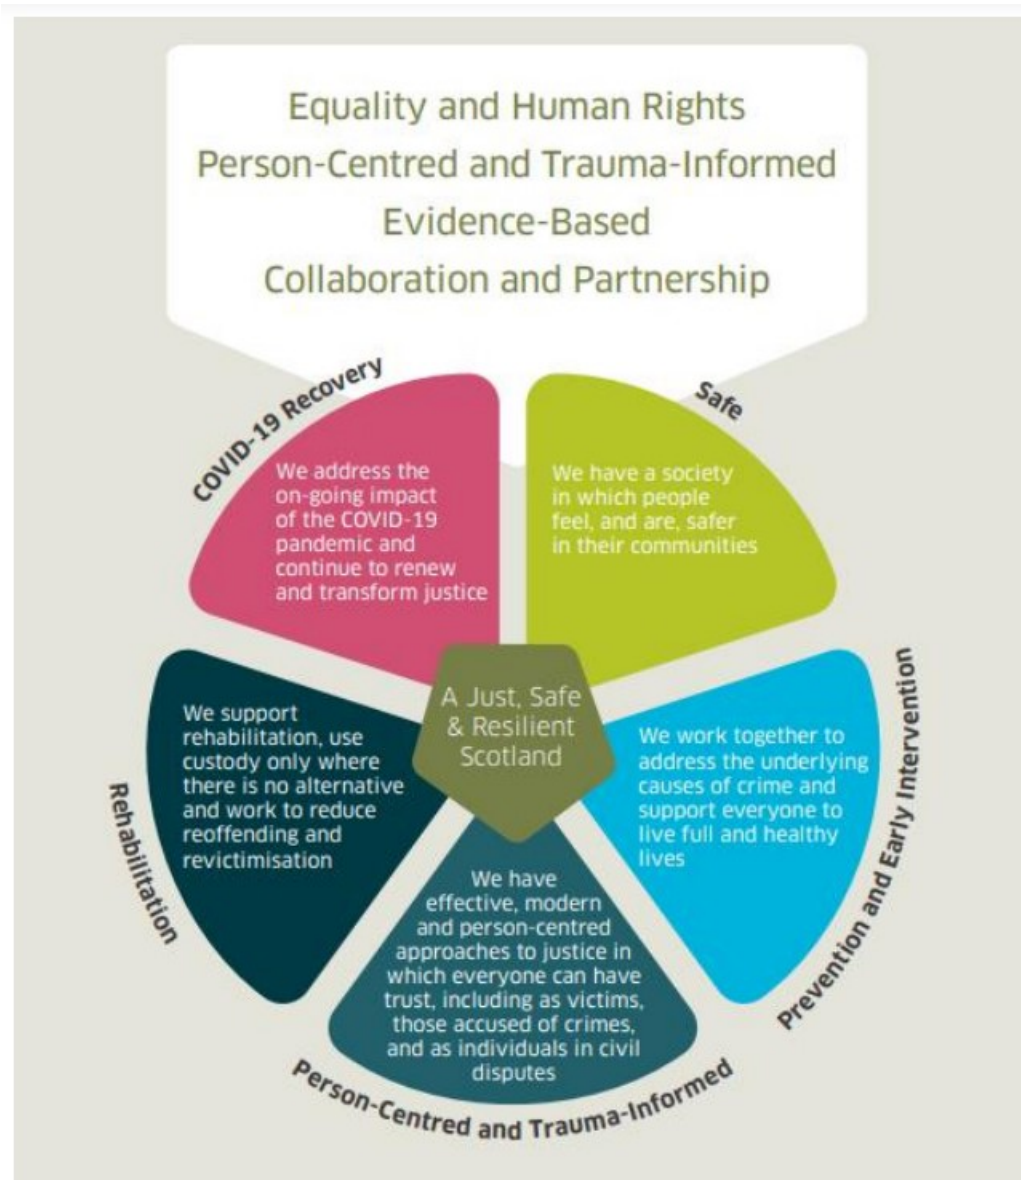 Equality and Human Rights
Person-Centred and Trauma-Informed
Evidence-Based
Collaboration and Partnership
COVID-19 Recovery
We address the
on-going impact
of the COVID-19
pandemic and
continue to renew
and transform justice
Safe
We have a society
in which people
feel, and are, safer
in their communities
A Just, Safe
& Resilient
Scotland
We support
rehabilitation, use
custody only where
there is no alternative
and work to reduce
reoffending and
revictimisation
Rehabilitation
We work together to
address the underlying
causes of crime and
support everyone to
live full and healthy
lives
Prevention and Early Intervention
We have
effective, modern
and person-centred
approaches to justice in
which everyone can have
trust, including as victims,
those accused of crimes,
and as individuals in civil
disputes
Person-Centred and Trauma-Informed